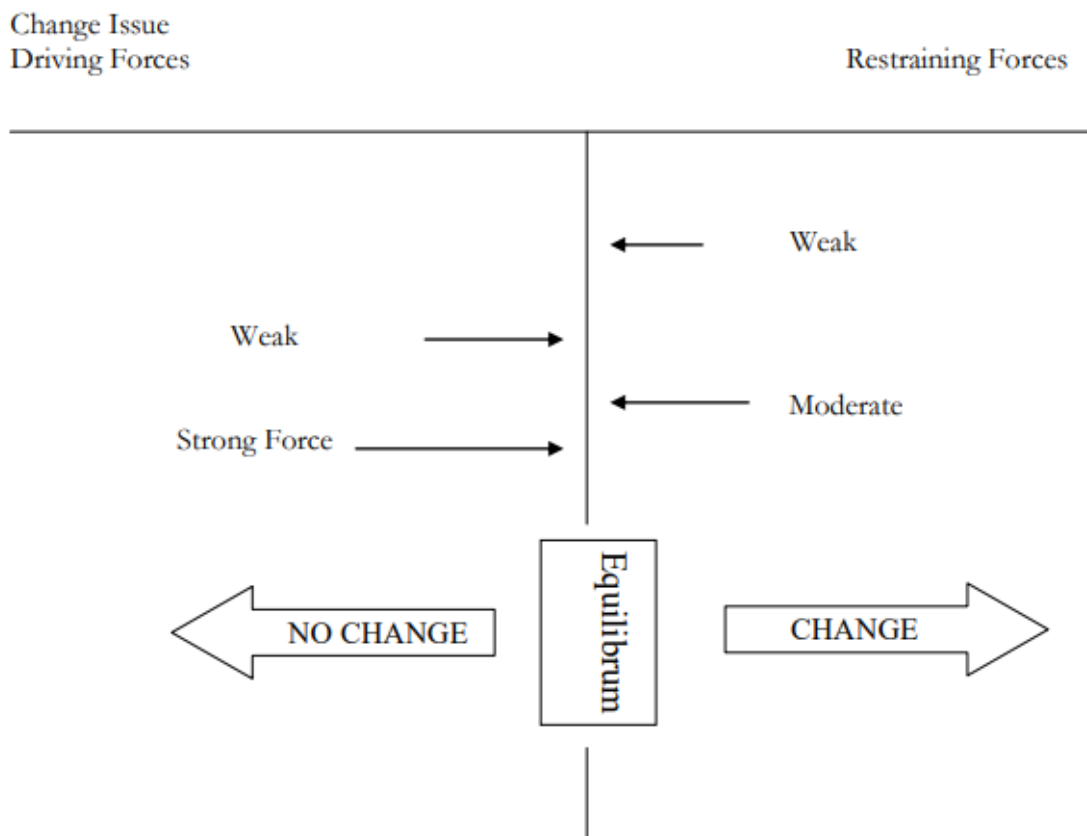 Change Issue
Driving Forces
Restraining Forces
Weak
Weak
Moderate
Strong Force
Equilibrum
NO CHANGE
CHANGE